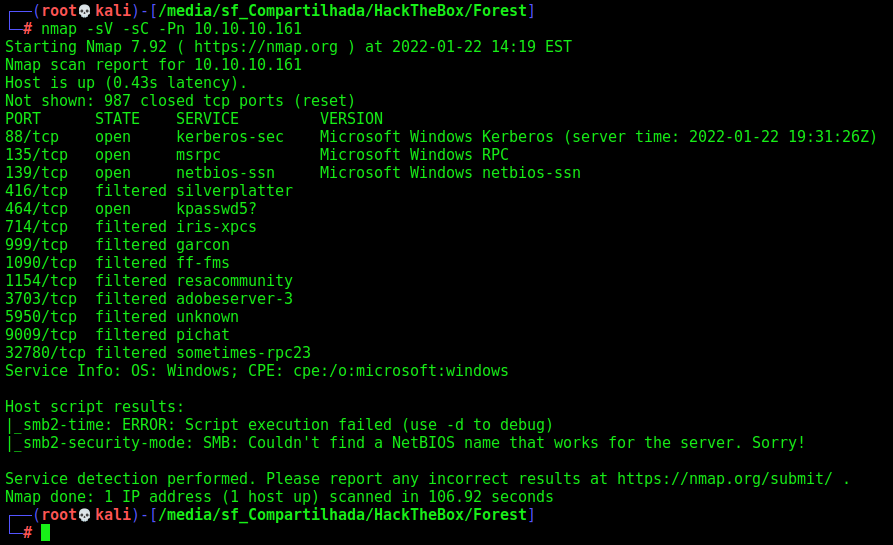 ┌──(root💀kali)-[/media/sf_Compartilhada/HackTheBox/Forest]
└─# nmap -sV -sC -Pn 10.10.10.161
Starting Nmap 7.92 ( https://nmap.org ) at 2022-01-22 14:19 EST
Nmap scan report for 10.10.10.161
Host is up (0.43s latency).
Not shown: 987 closed tcp ports (reset)
PORT      STATE    SERVICE         VERSION
88/tcp    open     kerberos-sec    Microsoft Windows Kerberos (server time: 2022-01-22 19:31:26Z)
135/tcp   open     msrpc           Microsoft Windows RPC
139/tcp   open     netbios-ssn     Microsoft Windows netbios-ssn
416/tcp   filtered silverplatter
464/tcp   open     kpasswd5?
714/tcp   filtered iris-xpcs
999/tcp   filtered garcon
1090/tcp  filtered ff-fms
1154/tcp  filtered resacommunity
3703/tcp  filtered adobeserver-3
5950/tcp  filtered unknown
9009/tcp  filtered pichat
32780/tcp filtered sometimes-rpc23
Service Info: OS: Windows; CPE: cpe:/o:microsoft:windows

Host script results:
|_smb2-time: ERROR: Script execution failed (use -d to debug)
|_smb2-security-mode: SMB: Couldn't find a NetBIOS name that works for the server. Sorry!

Service detection performed. Please report any incorrect results at https://nmap.org/submit/ .
Nmap done: 1 IP address (1 host up) scanned in 106.92 seconds
┌──(root💀kali)-[/media/sf_Compartilhada/HackTheBox/Forest]
└─#